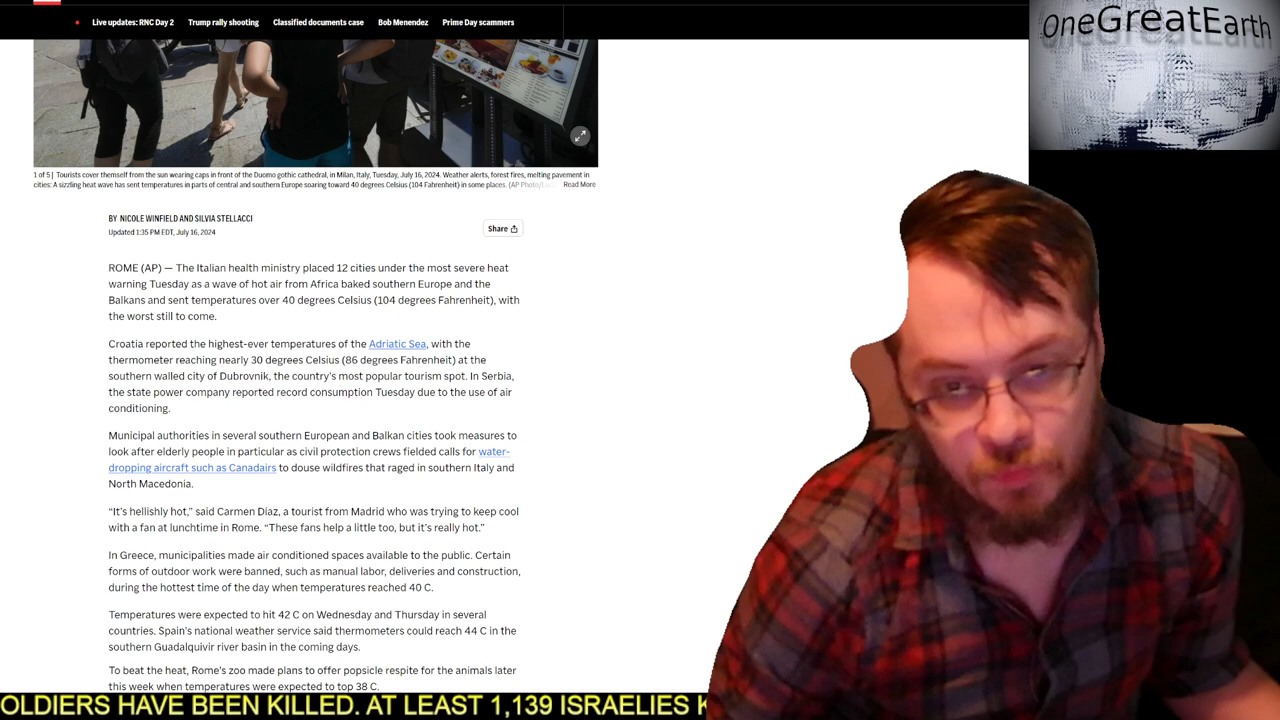 Live updates: RNC Day 2 Trump rally shooting Classified documents case Bob Menendez Prime Day scammers
OneGreatEarth
1 of 5 | Tourists cover themself from the sun wearing caps in front of the Duomo gothic cathedral, in Milan, Italy, Tuesday, July 16, 2024. Weather alerts, forest fires, melting pavement in
cities: A sizzling heat wave has sent temperatures in parts of central and southern Europe soaring toward 40 degrees Celsius (104 Fahrenheit) in some places. (AP Photo/ Read More
BY NICOLE WINFIELD AND SILVIA STELLACCI
Updated 1:35 PM EDT, July 16, 2024
Share
ROME (AP) — The Italian health ministry placed 12 cities under the most severe heat
warning Tuesday as a wave of hot air from Africa baked southern Europe and the
Balkans and sent temperatures over 40 degrees Celsius (104 degrees Fahrenheit), with
the worst still to come.
Croatia reported the highest-ever temperatures of the Adriatic Sea, with the
thermometer reaching nearly 30 degrees Celsius (86 degrees Fahrenheit) at the
southern walled city of Dubrovnik, the country's most popular tourism spot. In Serbia,
the state power company reported record consumption Tuesday due to the use of air
conditioning.
Municipal authorities in several southern European and Balkan cities took measures to
look after elderly people in particular as civil protection crews fielded calls for water-
dropping aircraft such as Canadairs to douse wildfires that raged in southern Italy and
North Macedonia.
“It's hellishly hot,” said Carmen Diaz, a tourist from Madrid who was trying to keep cool
with a fan at lunchtime in Rome. “These fans help a little too, but it's really hot.”
In Greece, municipalities made air conditioned spaces available to the public. Certain
forms of outdoor work were banned, such as manual labor, deliveries and construction,
during the hottest time of the day when temperatures reached 40 C.
Temperatures were expected to hit 42 C on Wednesday and Thursday in several
countries. Spain's national weather service said thermometers could reach 44 C in the
southern Guadalquivir river basin in the coming days.
To beat the heat, Rome's zoo made plans to offer popsicle respite for the animals later
this week when temperatures were expected to top 38 C.
OLDIERS HAVE BEEN KILLED. AT LEAST 1,139 ISRAELIES K